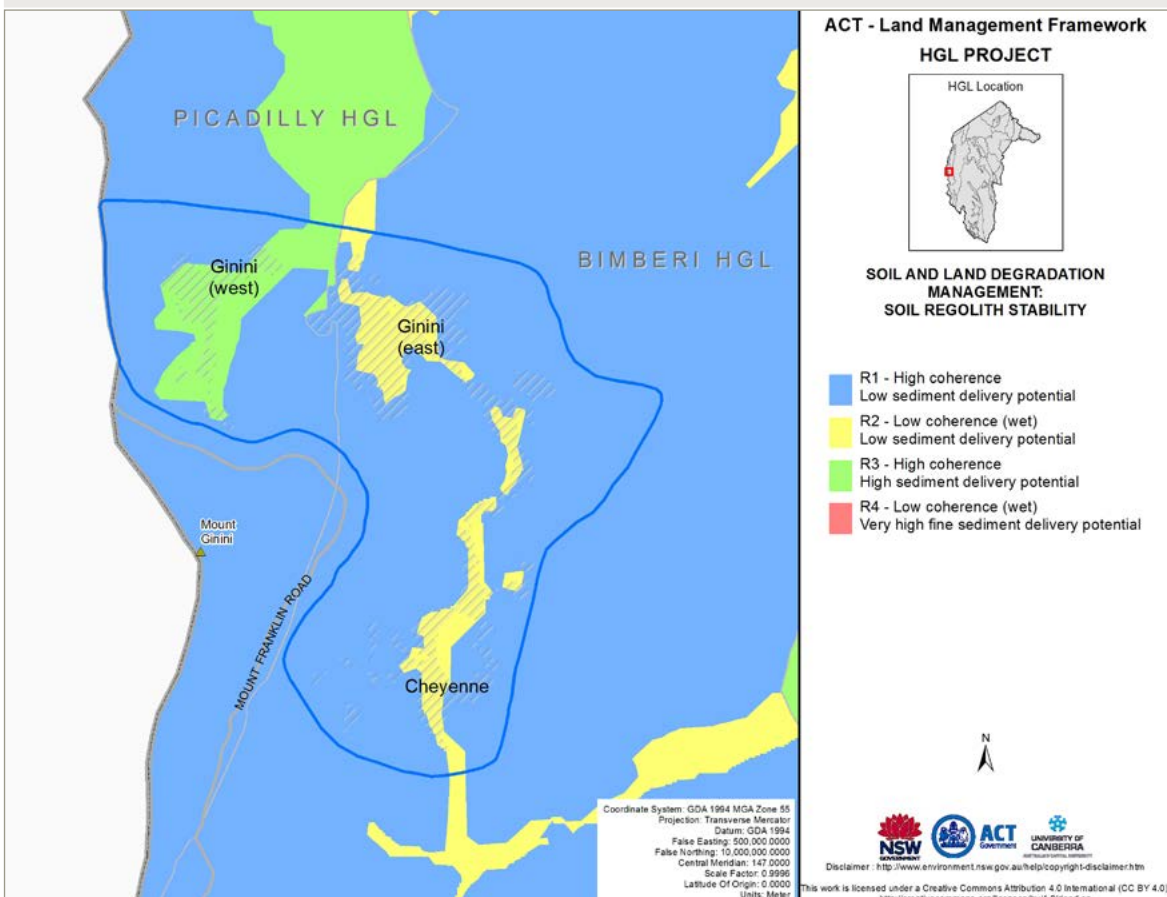 ACT - Land Management Framework
HGL PROJECT
HGL Location
SOIL AND LAND DEGRADATION
MANAGEMENT:
SOIL REGOLITH STABILITY
R1 - High coherence
Low sediment delivery potential
R2 - Low coherence (wet)
Low sediment delivery potential
R3 - High coherence
High sediment delivery potential
R4 - Low coherence (wet)
Very high fine sediment delivery potential
PICADILLY HGL
BIMBERI HGL
Ginini
(west)
Ginini
(east)
Mount
Ginini
MOUNT FRANKLIN ROAD
Cheyenne
N
Coordinate System: GDA 1994 MGA Zone 55
Projection: Transverse Mercator
Datum: GDA 1994
False Easting: 500,000.0000
False Northing: 10,000,000.0000
Central Meridian: 147.0000
Scale Factor: 0.9996
Latitude Of Origin: 0.0000
Units: Meter
NSW
GOVERNMENT
ACT
Government
UNIVERSITY OF
CANBERRA
Disclaimer : http://www.environment.nsw.gov.au/help/copyright-disclaimer.htm
This work is licensed under a Creative Commons Attribution 4.0 International (CC BY 4.0)